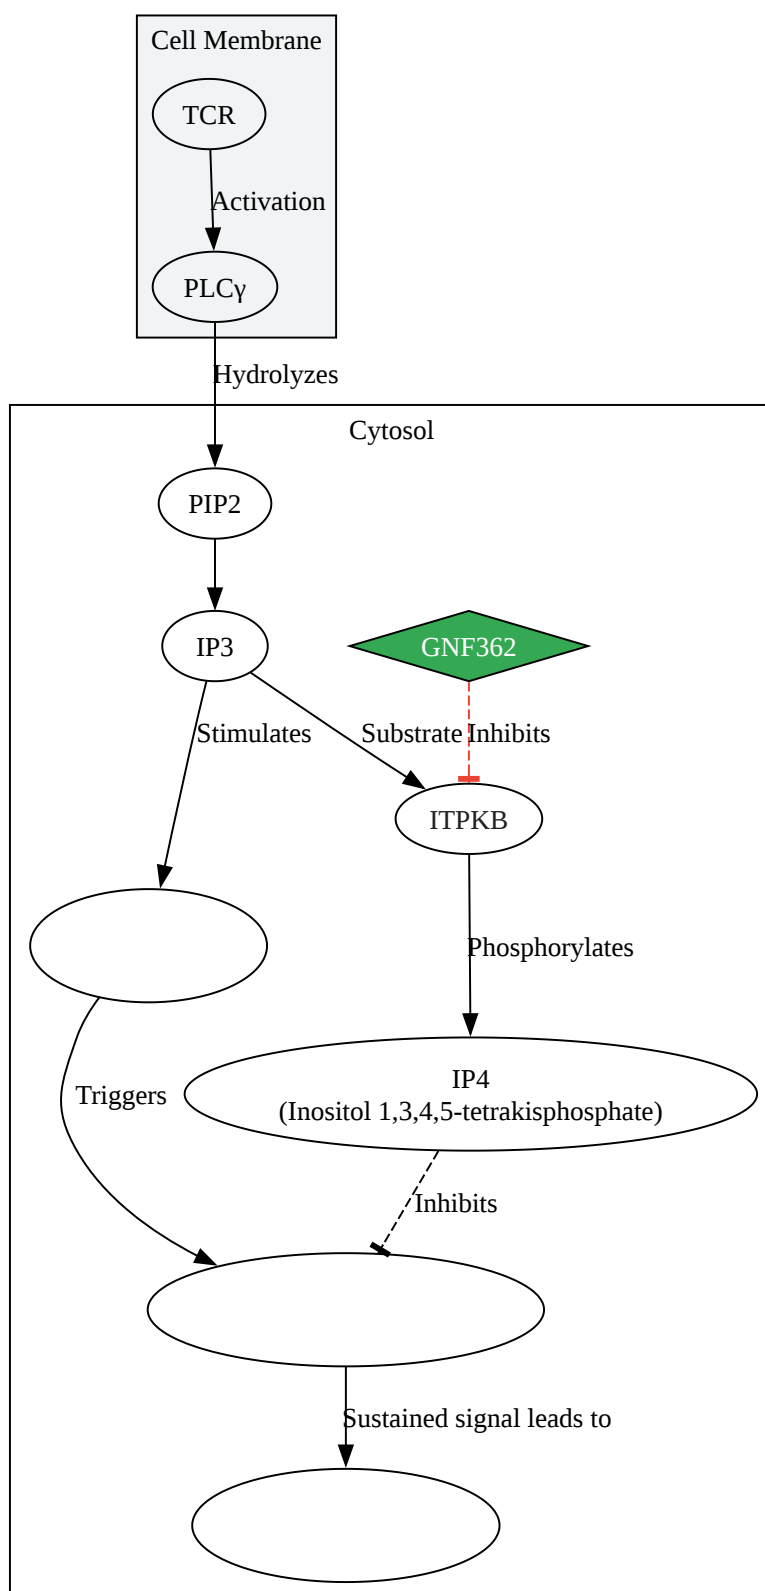 Cell Membrane
TCR
Activation
PLCγ
Hydrolyzes
Cytosol
PIP2
IP3
GNF362
Stimulates
Substrate
Inhibits
ITPKB
Phosphorylates
IP4
(Inositol 1,3,4,5-tetrakisphosphate)
Triggers
Inhibits
Sustained signal leads to